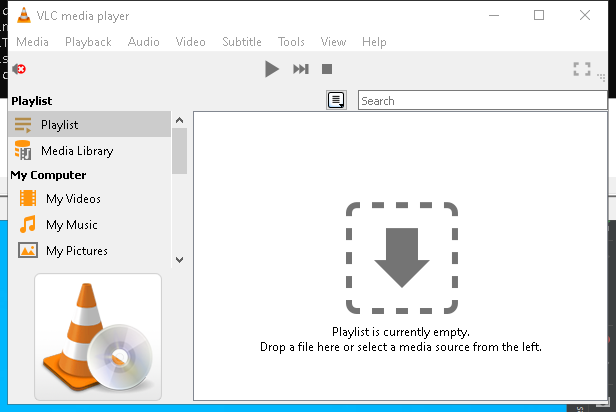 VLC media player
Media Playback Audio Video Subtitle Tools View Help
Playlist
Search
Playlist
Media Library
My Computer
My Videos
My Music
My Pictures
Playlist is currently empty.
Drop a file here or select a media source from the left.